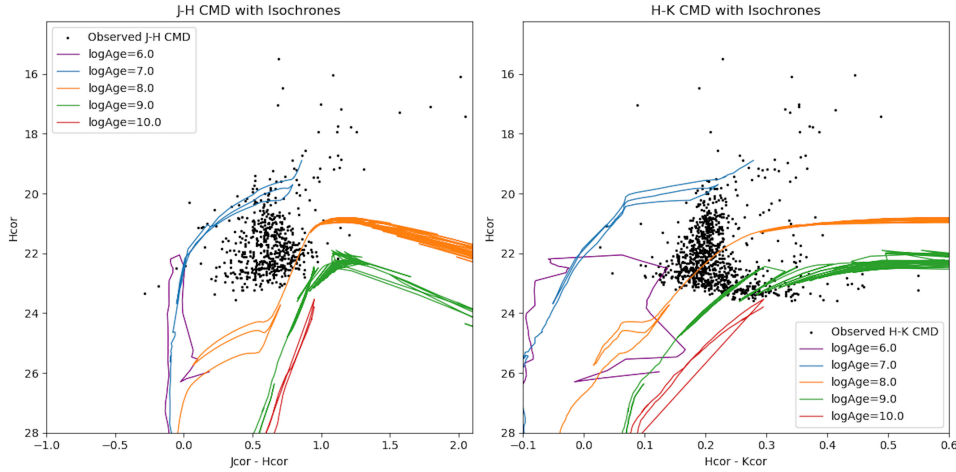 J-H CMD with Isochrones
Observed J-H CMD
logAge=6.0
logAge=7.0
logAge=8.0
logAge=9.0
logAge=10.0
16
18
20
22
24
26
28
Hcor
−1.0
−0.5
0.0
0.5
1.0
1.5
2.0
Jcor - Hcor
H-K CMD with Isochrones
16
18
20
22
24
26
28
Hcor
Observed H-K CMD
logAge=6.0
logAge=7.0
logAge=8.0
logAge=9.0
logAge=10.0
−0.1
0.0
0.1
0.2
0.3
0.4
0.5
0.6
Hcor - Kcor